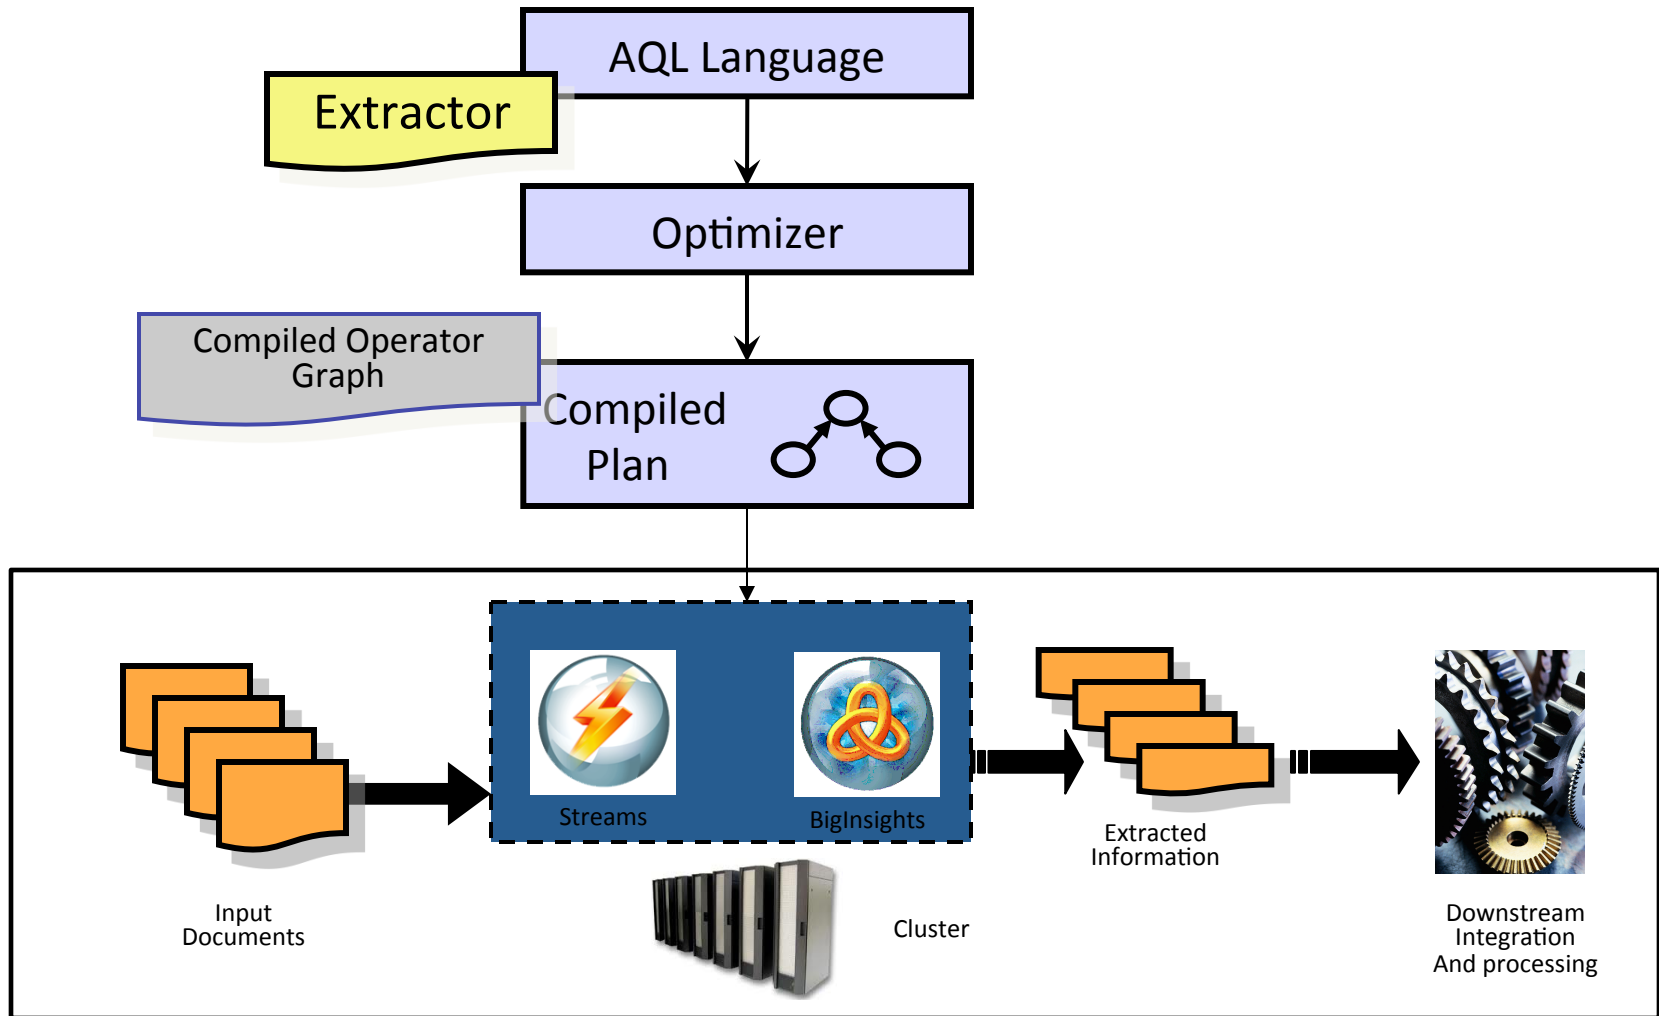 AQL Language
Extractor
Optimizer
Compiled Operator
Graph
Compiled
Plan
Streams
BigInsights
Extracted
Information
Input
Documents
Cluster
Downstream
Integration
And processing